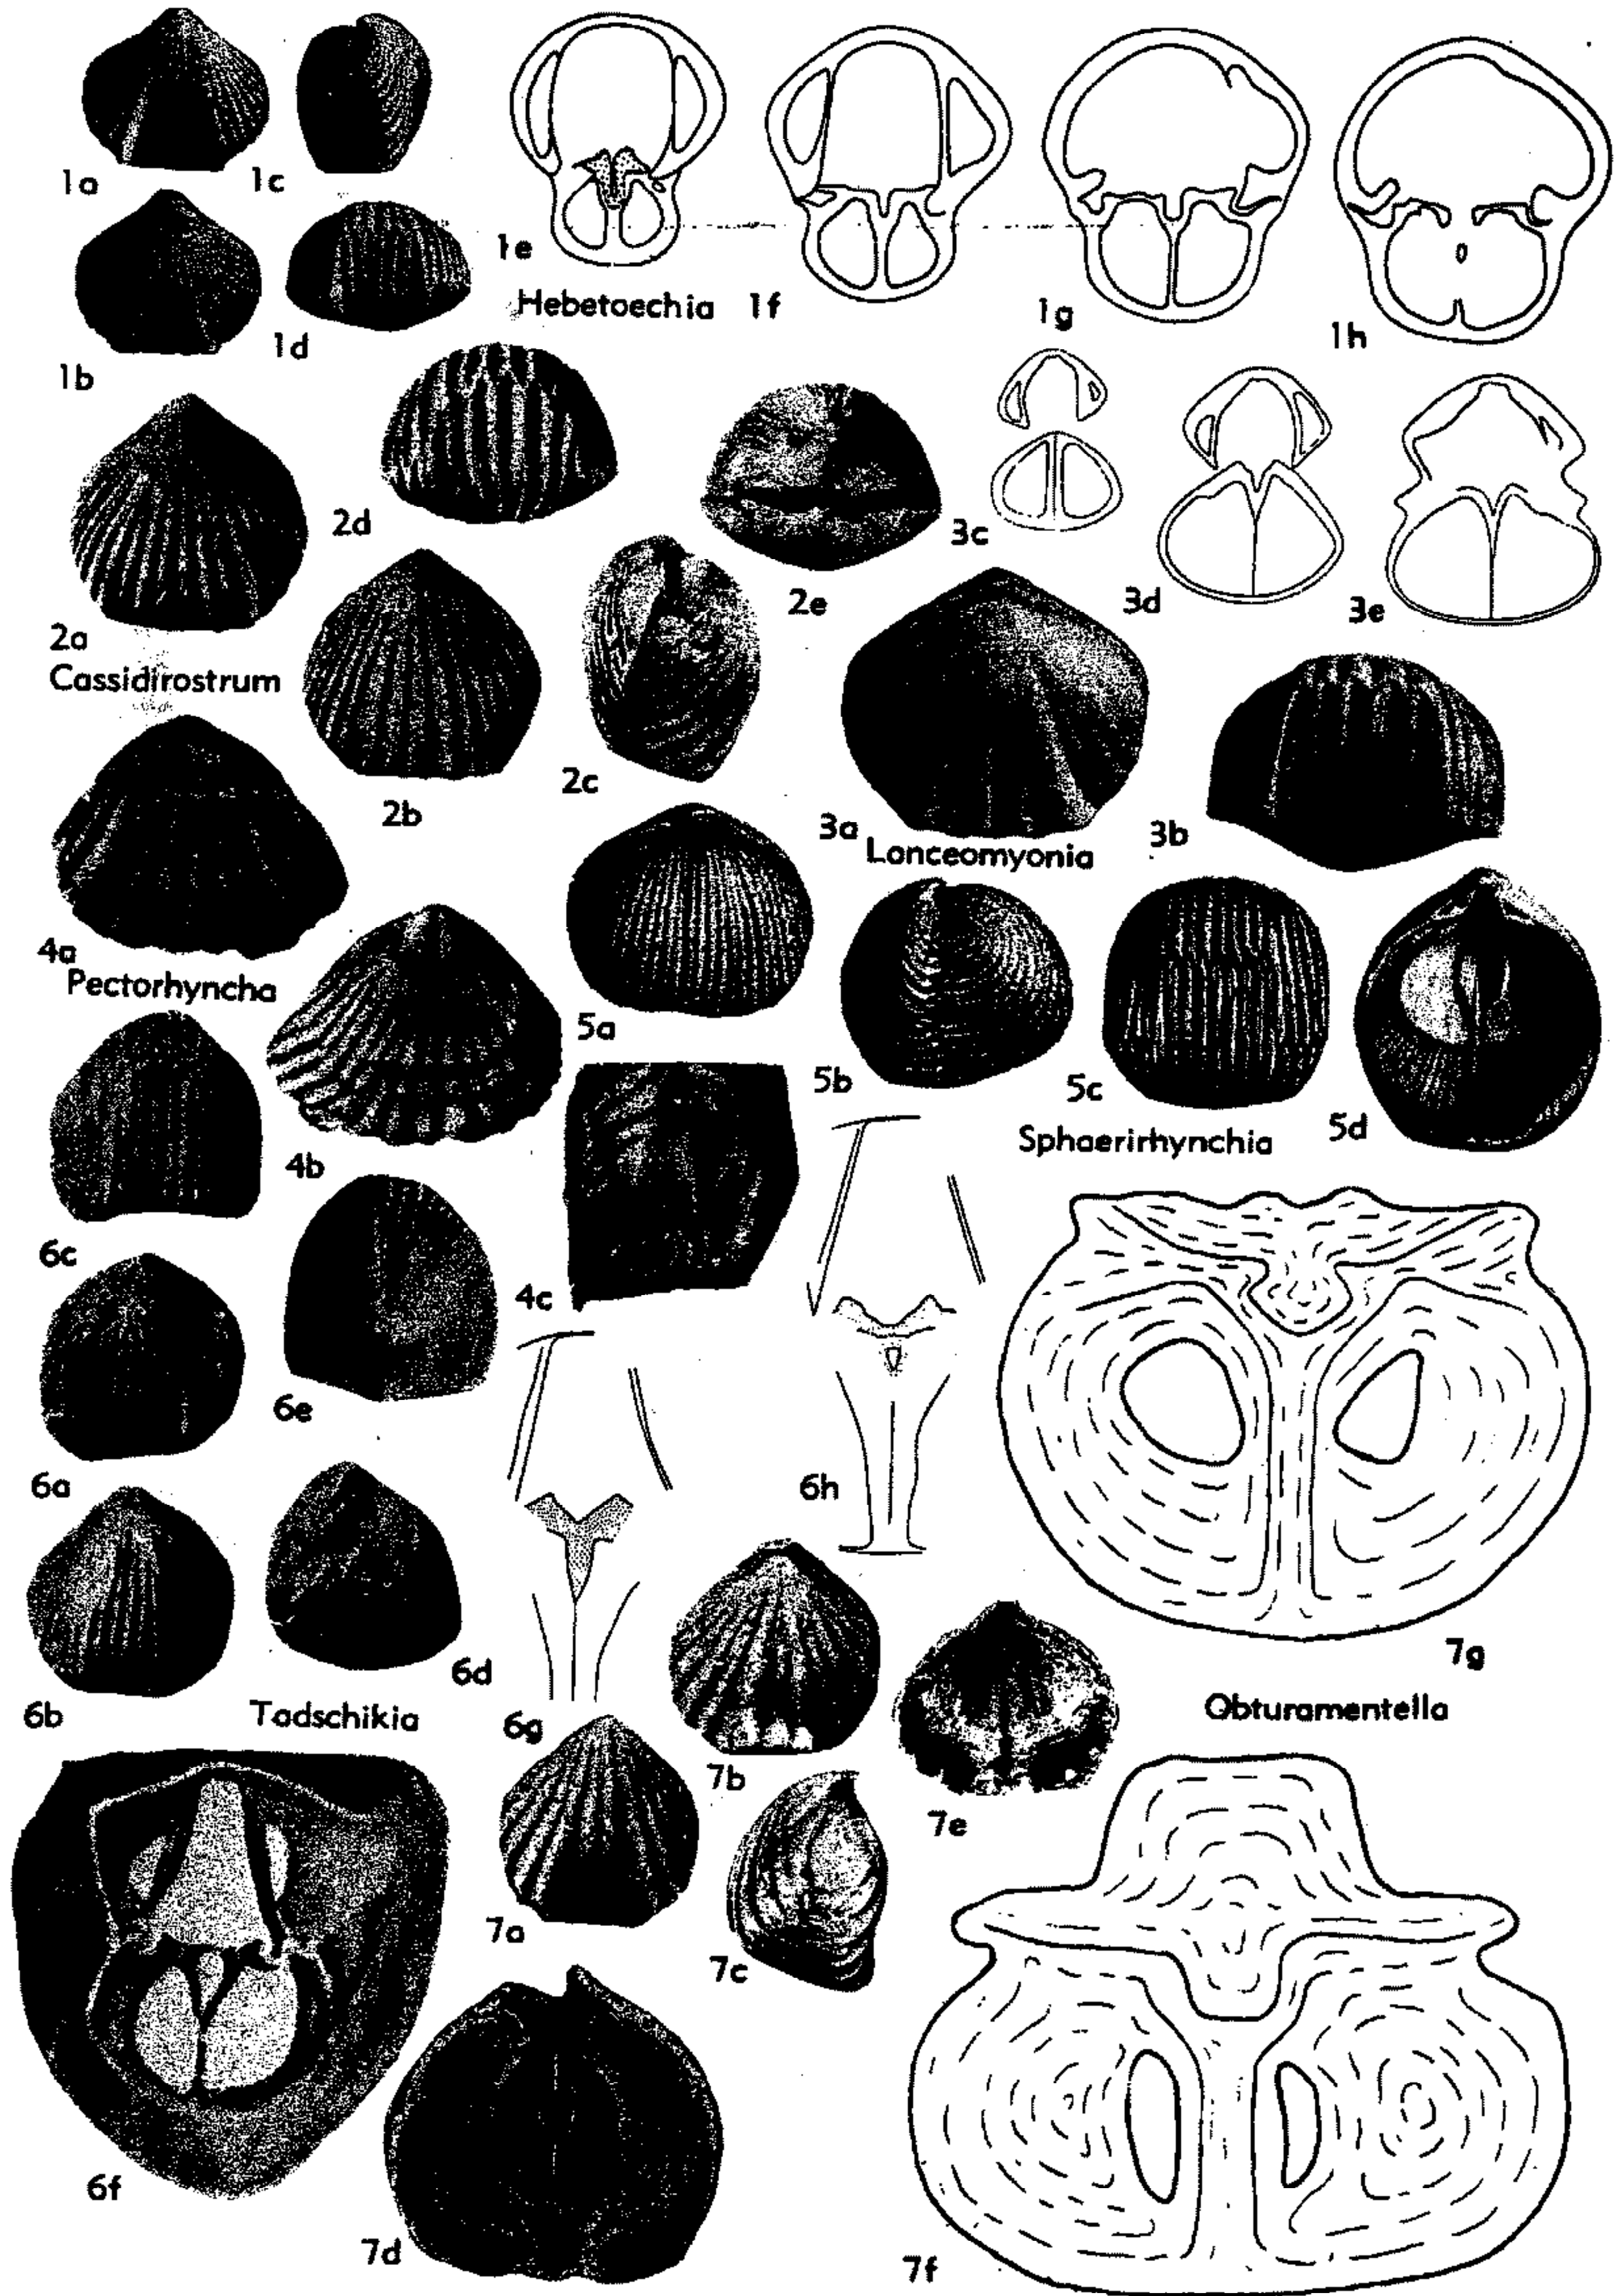 1a
1c
1e
Hebetoechia
1f
1g
1h
1b
1d
2d
2e
3c
3d
3e
2a
Cassidirostrum
2b
2c
3a
Lanceomyonia
3b
4a
Pectorhyncha
5a
5b
5c
5d
Sphaerirhynchia
4b
6c
4c
6e
6a
6h
7g
6b
Tadschikia
6d
6g
7b
7e
Obturamentella
7a
7c
6f
7d
7f